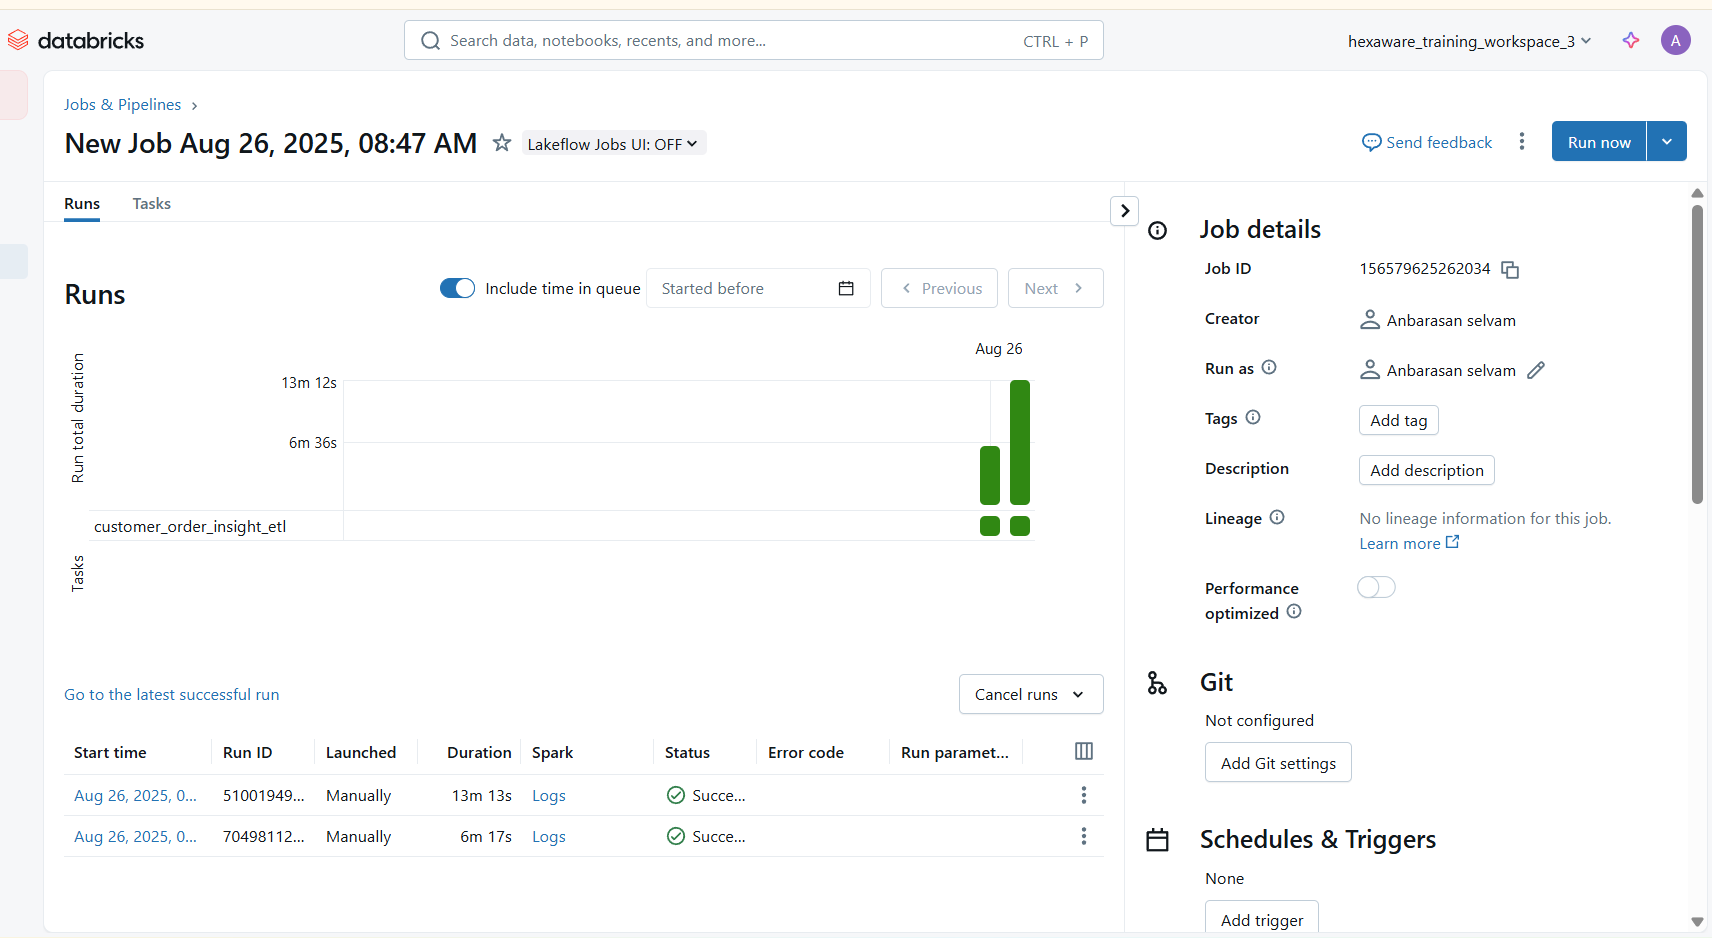 databricks
Search data, notebooks, recents, and more...
CTRL + P
hexaware_training_workspace_3
A
Jobs & Pipelines
New Job Aug 26, 2025, 08:47 AM
Lakeflow Jobs UI: OFF
Send feedback
Run now
Runs
Tasks
Runs
Include time in queue
Started before
Previous
Next
Aug 26
Run total duration
13m 12s
6m 36s
customer_order_insight_etl
Tasks
Go to the latest successful run
Cancel runs
Start time Run ID Launched Duration Spark Status Error code Run paramet...
Aug 26, 2025, 0... 51001949... Manually 13m 13s Logs Succe...
Aug 26, 2025, 0... 70498112... Manually 6m 17s Logs Succe...
Job details
Job ID 156579625262034
Creator Anbarasan selvam
Run as Anbarasan selvam
Tags Add tag
Description Add description
Lineage No lineage information for this job.
Learn more
Performance
optimized
Git
Not configured
Add Git settings
Schedules & Triggers
None
Add trigger